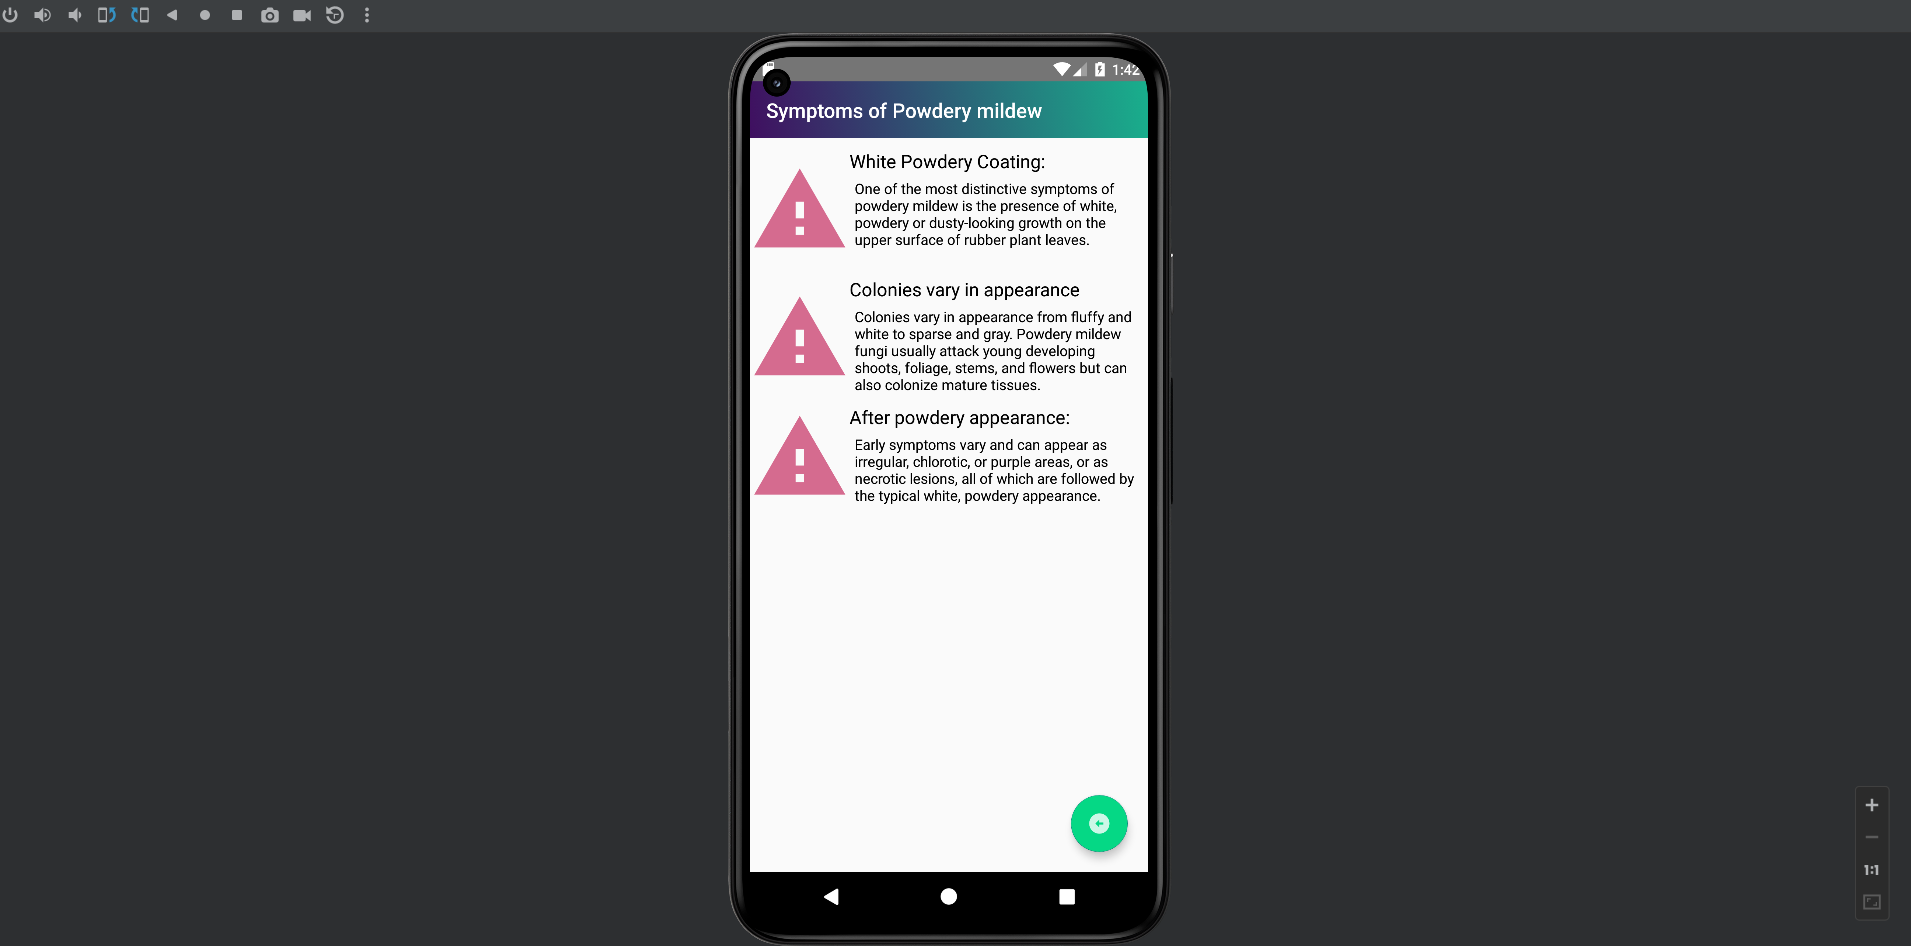 1:42
Symptoms of Powdery mildew
White Powdery Coating:
One of the most distinctive symptoms of
powdery mildew is the presence of white,
powdery or dusty-looking growth on the
upper surface of rubber plant leaves.
Colonies vary in appearance
Colonies vary in appearance from fluffy and
white to sparse and gray. Powdery mildew
fungi usually attack young developing
shoots, foliage, stems, and flowers but can
also colonize mature tissues.
After powdery appearance:
Early symptoms vary and can appear as
irregular, chlorotic, or purple areas, or as
necrotic lesions, all of which are followed by
the typical white, powdery appearance.
1:1